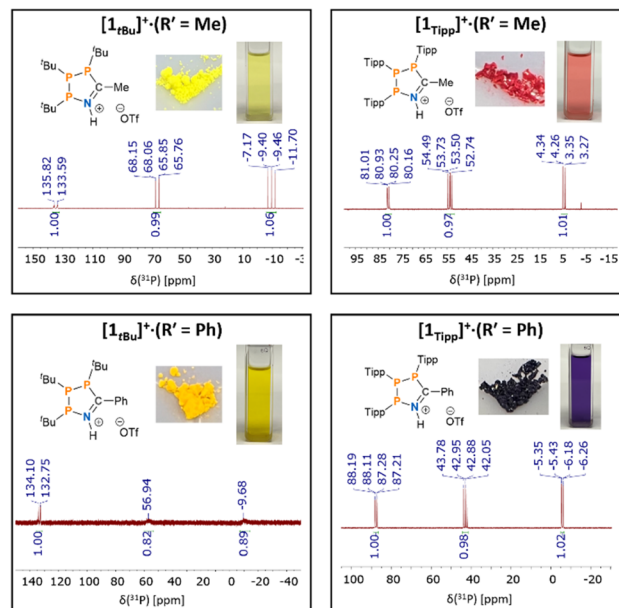 [1tBu]+·(R' = Me)
tBu
tBu
P
P
P
C
Me
tBu
N
⊕
H
⊖
OTf
135.82
133.59
68.15
68.06
65.85
65.76
-7.17
-9.40
-9.46
-11.70
1.00
0.99
1.06
150 130 110 90 70 50 30 10 -10 -3
δ(31P) [ppm]
[1Tipp]+·(R' = Me)
Tipp
Tipp
P
P
P
C
Me
Tipp
N
⊕
H
⊖
OTf
81.01
80.93
80.25
80.16
54.49
53.73
53.50
52.74
4.34
4.26
3.35
3.27
1.00
0.97
1.01
95 85 75 65 55 45 35 25 15 5 -5 -15
δ(31P) [ppm]
[1tBu]+·(R' = Ph)
tBu
tBu
P
P
P
C
Ph
tBu
N
⊕
H
⊖
OTf
134.10
132.75
56.94
-9.68
1.00
0.82
0.89
140 120 100 80 60 40 20 0 -20 -40
δ(31P) [ppm]
[1Tipp]+·(R' = Ph)
Tipp
Tipp
P
P
P
C
Ph
Tipp
N
⊕
H
⊖
OTf
88.19
88.11
87.28
87.21
43.78
42.95
42.88
42.05
-5.35
-5.43
-6.18
-6.26
1.00
0.98
1.02
100 80 60 40 20 0 -20
δ(31P) [ppm]